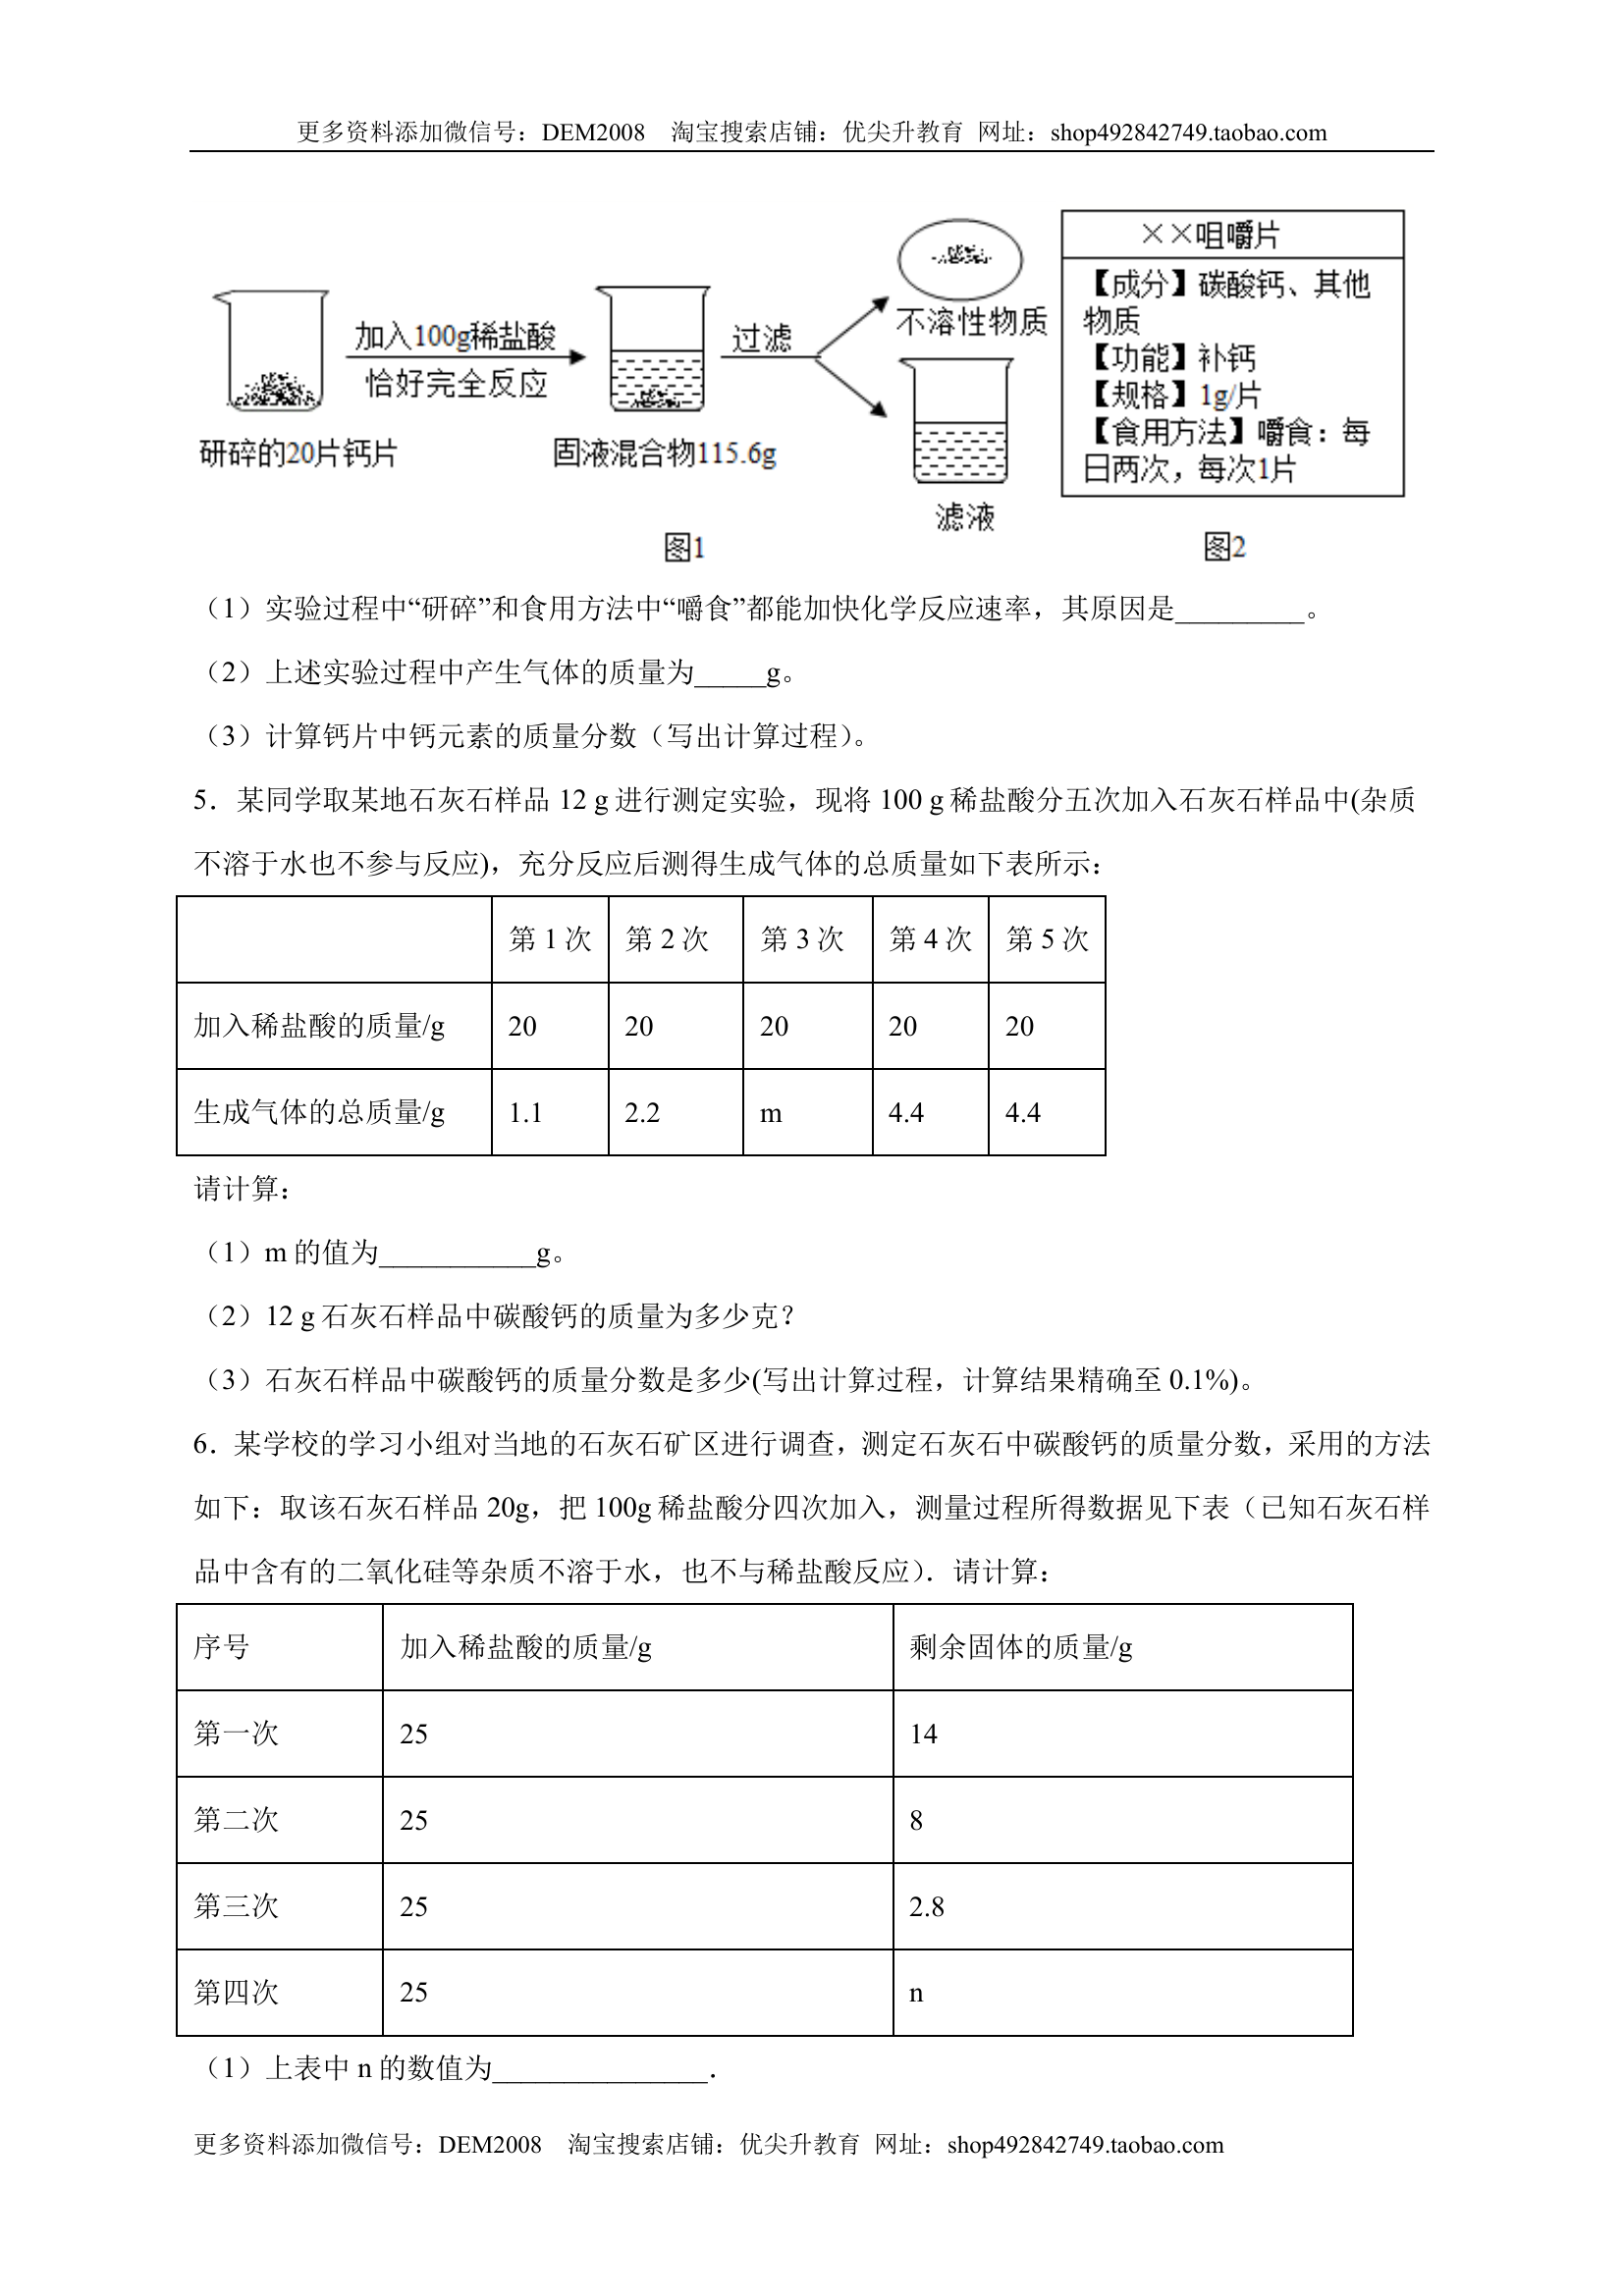 更多资料添加微信号：DEM2008　淘宝搜索店铺：优尖升教育 网址：shop492842749.taobao.com
研碎的20片钙片
加入100g稀盐酸
恰好完全反应
固液混合物115.6g
过滤
不溶性物质
滤液
图1
××咀嚼片
【成分】碳酸钙、其他
物质
【功能】补钙
【规格】1g/片
【食用方法】嚼食：每
日两次，每次1片
图2
（1）实验过程中“研碎”和食用方法中“嚼食”都能加快化学反应速率，其原因是_________。
（2）上述实验过程中产生气体的质量为_____g。
（3）计算钙片中钙元素的质量分数（写出计算过程）。
5．某同学取某地石灰石样品 12 g 进行测定实验，现将 100 g 稀盐酸分五次加入石灰石样品中(杂质
不溶于水也不参与反应)，充分反应后测得生成气体的总质量如下表所示：
第 1 次 第 2 次 第 3 次 第 4 次 第 5 次
加入稀盐酸的质量/g 20 20 20 20 20
生成气体的总质量/g 1.1 2.2 m 4.4 4.4
请计算：
（1）m 的值为___________g。
（2）12 g 石灰石样品中碳酸钙的质量为多少克？
（3）石灰石样品中碳酸钙的质量分数是多少(写出计算过程，计算结果精确至 0.1%)。
6．某学校的学习小组对当地的石灰石矿区进行调查，测定石灰石中碳酸钙的质量分数，采用的方法
如下：取该石灰石样品 20g，把 100g 稀盐酸分四次加入，测量过程所得数据见下表（已知石灰石样
品中含有的二氧化硅等杂质不溶于水，也不与稀盐酸反应）．请计算：
序号 加入稀盐酸的质量/g 剩余固体的质量/g
第一次 25 14
第二次 25 8
第三次 25 2.8
第四次 25 n
（1）上表中 n 的数值为_______________．
更多资料添加微信号：DEM2008　淘宝搜索店铺：优尖升教育 网址：shop492842749.taobao.com